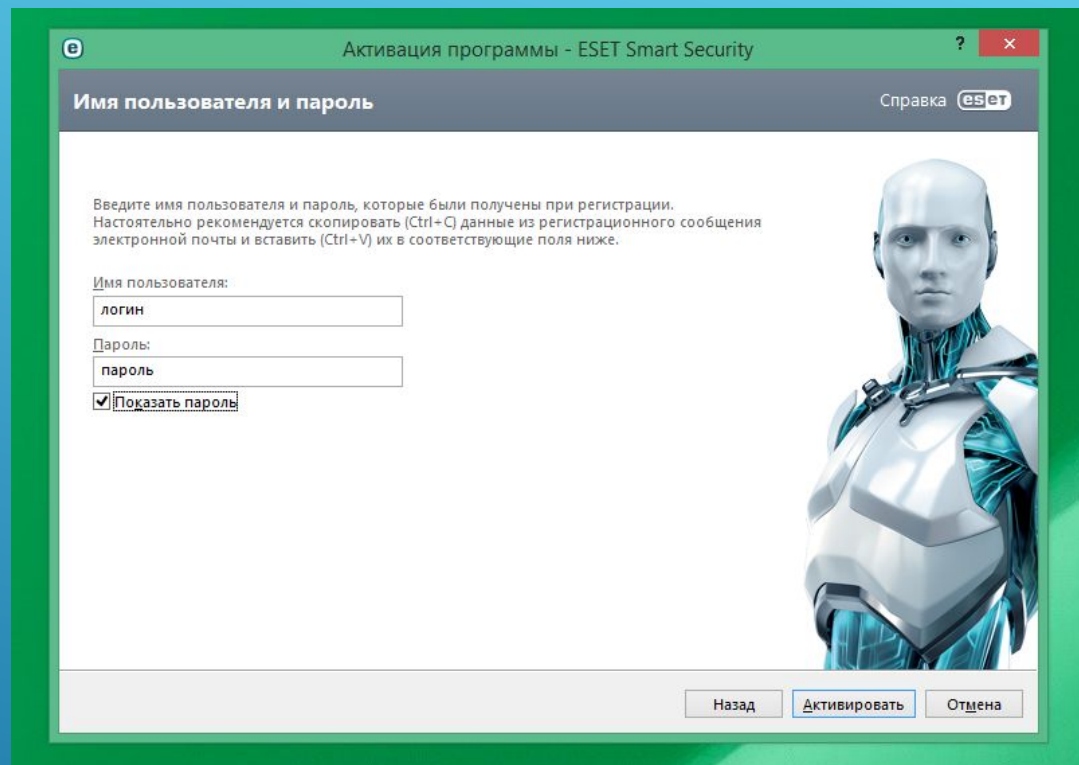 e
Активация программы - ESET Smart Security
?
Имя пользователя и пароль
Справка eseт
Введите имя пользователя и пароль, которые были получены при регистрации.
Настоятельно рекомендуется скопировать (Ctrl+C) данные из регистрационного сообщения
электронной почты и вставить (Ctrl+V) их в соответствующие поля ниже.
Имя пользователя:
логин
Пароль:
пароль
Показать пароль
Назад Активировать Отмена